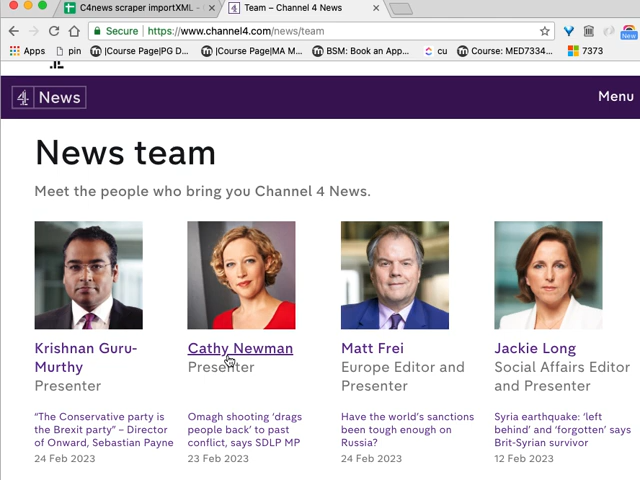 C4news scraper importXML -
Team – Channel 4 News
Secure https://www.channel4.com/news/team
Apps pin |Course Page|PG D... |Course Page|MA M... BSM: Book an App... cu Course: MED7334... 7373
New
4 News Menu
News team
Meet the people who bring you Channel 4 News.
Krishnan Guru-
Murthy
Presenter
“The Conservative party is
the Brexit party” – Director
of Onward, Sebastian Payne
24 Feb 2023
Cathy Newman
Presenter
Omagh shooting ‘drags
people back’ to past
conflict, says SDLP MP
23 Feb 2023
Matt Frei
Europe Editor and
Presenter
Have the world’s sanctions
been tough enough on
Russia?
24 Feb 2023
Jackie Long
Social Affairs Editor
and Presenter
Syria earthquake: ‘left
behind’ and ‘forgotten’ says
Brit-Syrian survivor
12 Feb 2023